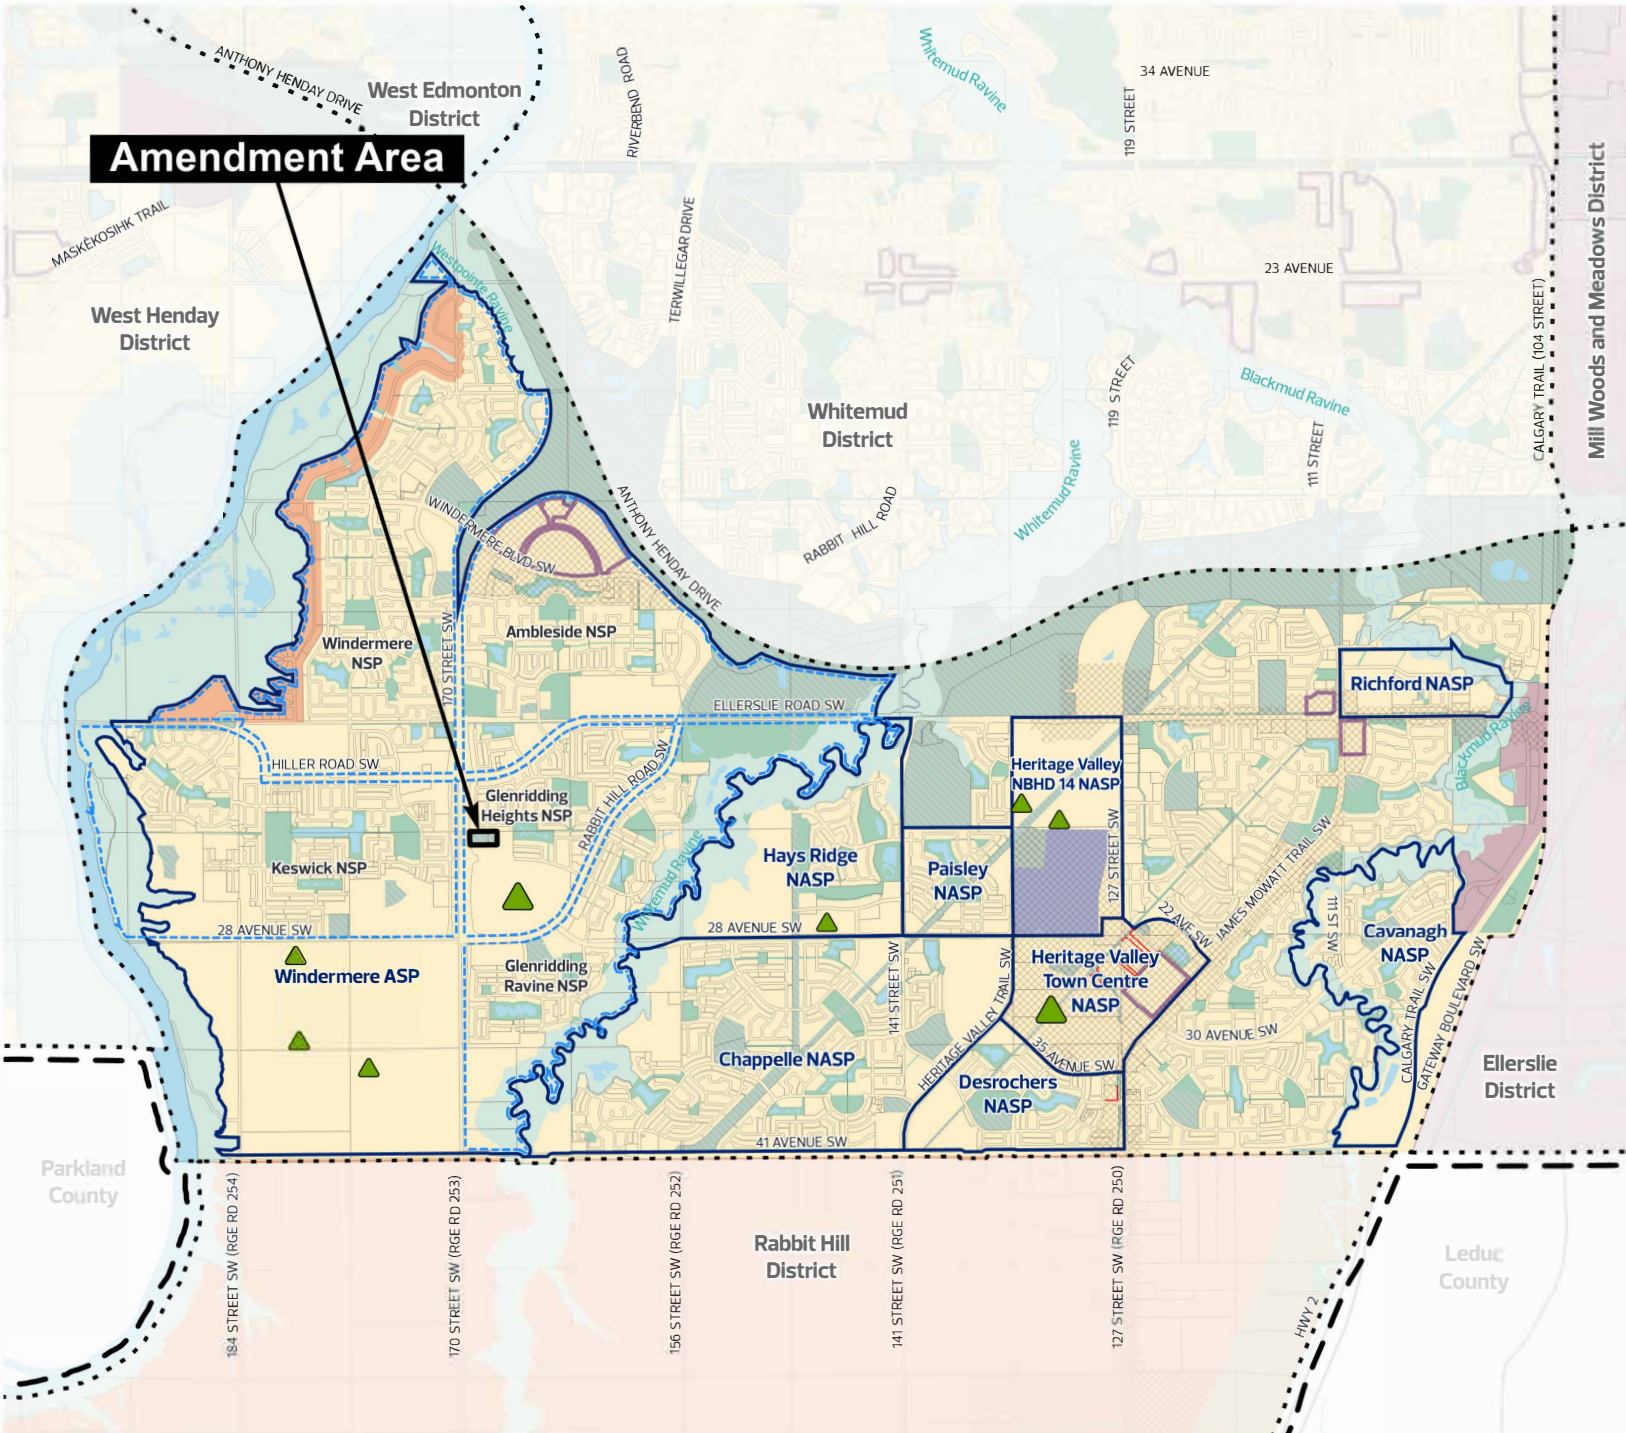 ANTHONY HENDAY DRIVE
West Edmonton
District
RIVERBEND ROAD
Whitemud Ravine
34 AVENUE
119 STREET
Amendment Area
MASKÊKOSIHK TRAIL
TERWILLEGAR DRIVE
23 AVENUE
Mill Woods and Meadows District
CALGARY TRAIL (104 STREET)
West Henday
District
Westpointe Ravine
Whitemud
District
119 STREET
Blackmud Ravine
111 STREET
Whitemud Ravine
RABBIT HILL ROAD
ANTHONY HENDAY DRIVE
WINDERMERE BLVD SW
170 STREET SW
Windermere
NSP
Ambleside NSP
Richford NASP
ELLERSLIE ROAD SW
Blackmud Ravine
HILLER ROAD SW
RABBIT HILL ROAD SW
Glenridding
Heights NSP
Heritage Valley
NBHD 14 NASP
127 STREET SW
JAMES MOWATT TRAIL SW
Keswick NSP
Whitemud Ravine
Hays Ridge
NASP
Paisley
NASP
28 AVENUE SW
28 AVENUE SW
22 AVE SW
111 ST SW
Cavanagh
NASP
Windermere ASP
Glenridding
Ravine NSP
141 STREET SW
HERITAGE VALLEY TRAIL SW
Heritage Valley
Town Centre
NASP
30 AVENUE SW
35 AVENUE SW
CALGARY TRAIL SW
GATEWAY BOULEVARD SW
Chappelle NASP
Desrochers
NASP
Ellerslie
District
41 AVENUE SW
Parkland
County
184 STREET SW (RGE RD 254)
170 STREET SW (RGE RD 253)
156 STREET SW (RGE RD 252)
141 STREET SW (RGE RD 251)
127 STREET SW (RGE RD 250)
Rabbit Hill
District
HWY 2
Leduc
County